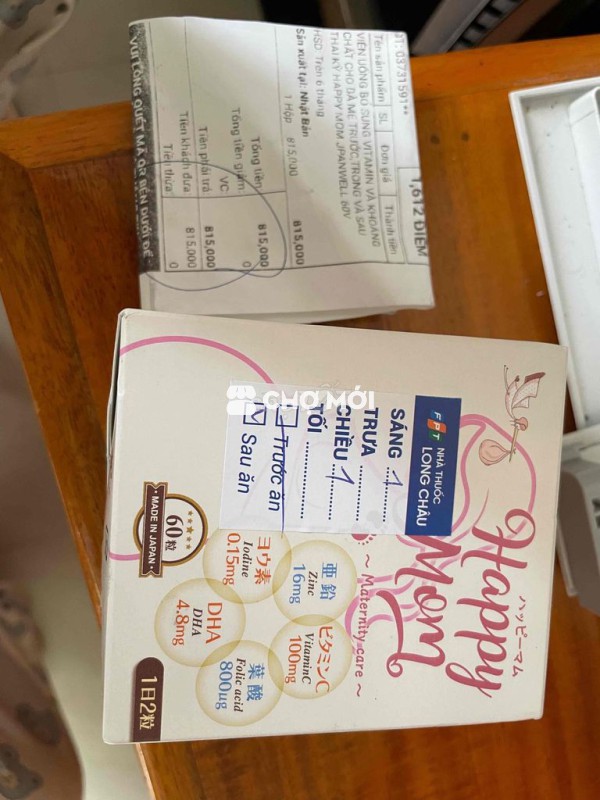 ĐT: 03731591**
1,612 ĐIỂM
Tên sản phẩm SL Đơn giá Thành tiền
VIÊN UỐNG BỔ SUNG VITAMIN VÀ KHOÁNG
CHẤT CHO BÀ MẸ TRƯỚC,TRONG VÀ SAU
THAI KỲ HAPPY MOM JPANWELL 60V
1 Hộp 815,000 815,000
HSD: Trên 6 tháng
Sản xuất tại: Nhật Bản
Tổng tiền 815,000
Tổng tiền giảm 0
VC:
Tiền phải trả 815,000
Tiền khách đưa 815,000
Tiền thừa 0
VUI LÒNG QUÉT MÃ QR BÊN DƯỚI ĐỂ
CHỢ MỚI
FPT NHÀ THUỐC
LONG CHÂU
SÁNG 1
TRƯA
CHIỀU 1
TỐI
Trước ăn
Sau ăn
ハッピーマム
Happy
Mom
~ Maternity care ~
亜鉛
Zinc
16mg
ビタミンC
VitaminC
100mg
ヨウ素
Iodine
0.15mg
DHA
DHA
4.8mg
葉酸
Folic acid
800μg
60粒
MADE IN JAPAN
1日2粒